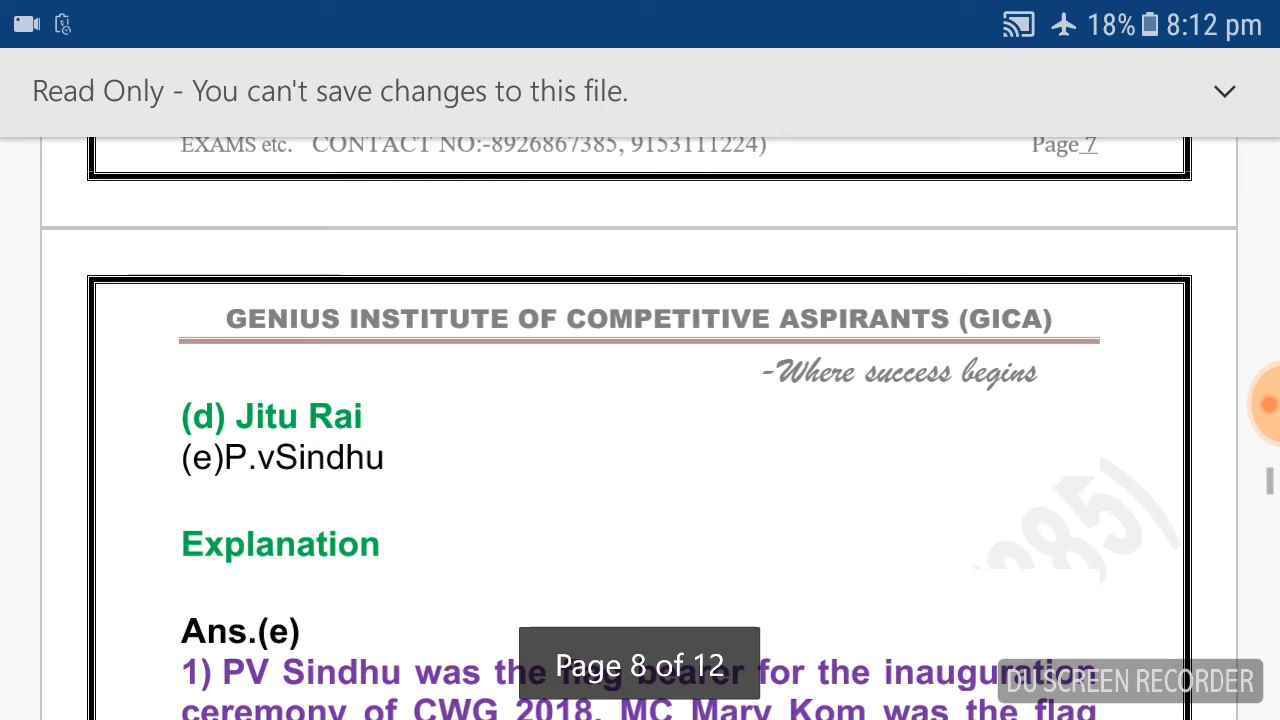 18% 8:12 pm
Read Only - You can't save changes to this file.
EXAMS etc. CONTACT NO:-8926867385, 9153111224) Page 7
GENIUS INSTITUTE OF COMPETITIVE ASPIRANTS (GICA)
-Where success begins
(d) Jitu Rai
(e)P.vSindhu
385)
Explanation
Ans.(e)
1) PV Sindhu was the flag bearer for the inauguration
Page 8 of 12
DU SCREEN RECORDER
ceremony of CWG 2018. MC Mary Kom was the flag